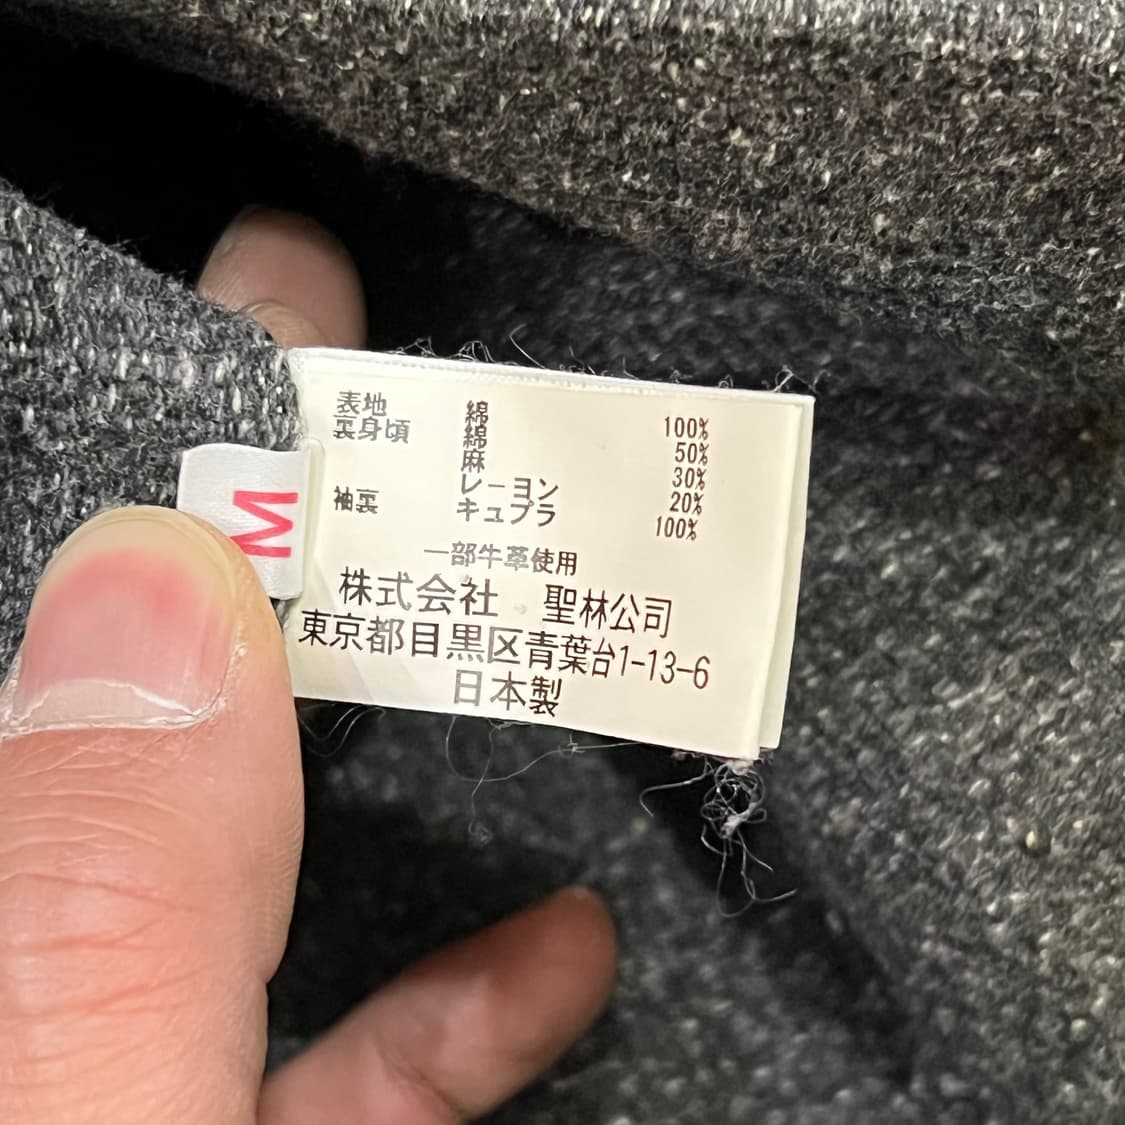 表地 綿 100%
裏身頃 綿 50%
麻 30%
レーヨン 20%
袖裏 キュプラ 100%
一部牛革使用
株式会社 聖林公司
東京都目黒区青葉台1-13-6
日本製
M